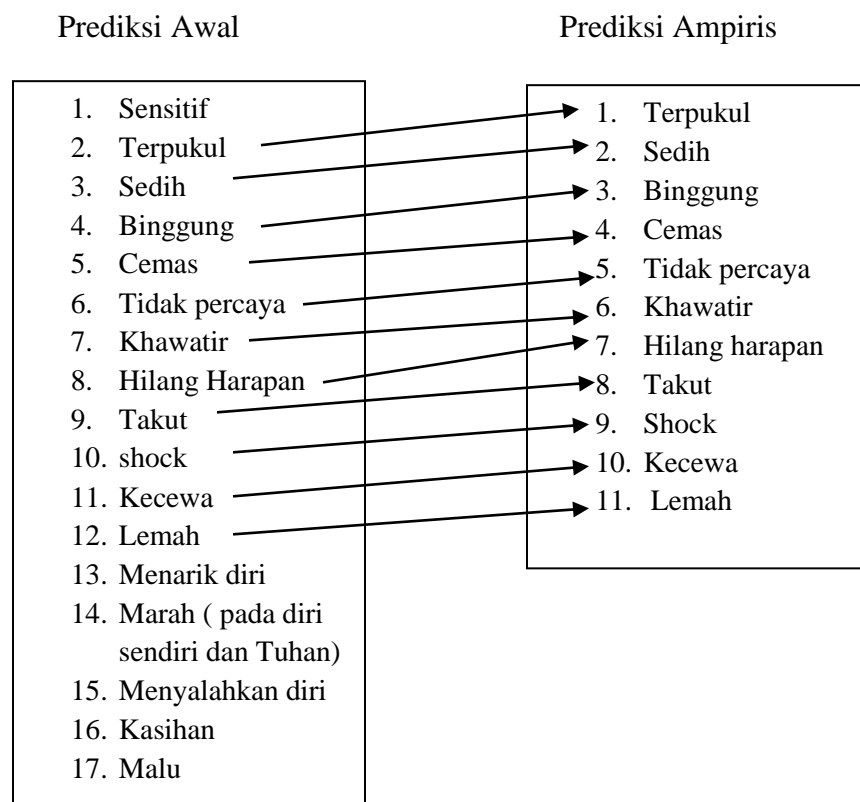 Prediksi Awal
1. Sensitif
2. Terpukul
3. Sedih
4. Binggung
5. Cemas
6. Tidak percaya
7. Khawatir
8. Hilang Harapan
9. Takut
10. shock
11. Kecewa
12. Lemah
13. Menarik diri
14. Marah ( pada diri
sendiri dan Tuhan)
15. Menyalahkan diri
16. Kasihan
17. Malu
Prediksi Ampiris
1. Terpukul
2. Sedih
3. Binggung
4. Cemas
5. Tidak percaya
6. Khawatir
7. Hilang harapan
8. Takut
9. Shock
10. Kecewa
11. Lemah